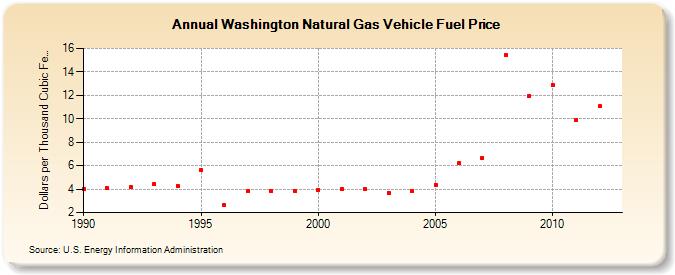 Annual Washington Natural Gas Vehicle Fuel Price
Dollars per Thousand Cubic Fe...
16
14
12
10
8
6
4
2
1990 1995 2000 2005 2010
Source: U.S. Energy Information Administration